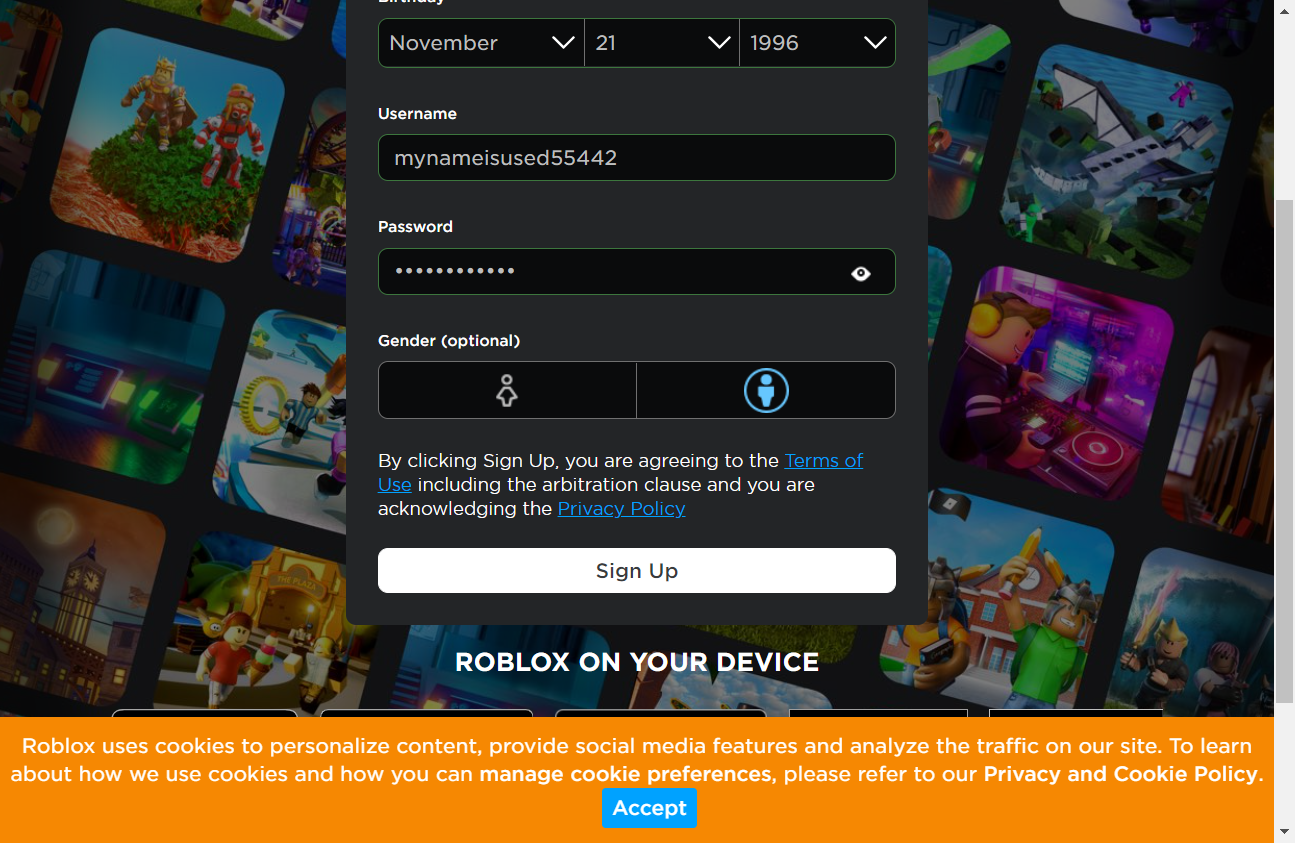 Birthday
November 21 1996
Username
mynameisused55442
Password
••••••••••••
Gender (optional)
By clicking Sign Up, you are agreeing to the Terms of
Use including the arbitration clause and you are
acknowledging the Privacy Policy
Sign Up
THE PLAZA
ROBLOX ON YOUR DEVICE
Roblox uses cookies to personalize content, provide social media features and analyze the traffic on our site. To learn
about how we use cookies and how you can manage cookie preferences, please refer to our Privacy and Cookie Policy.
Accept